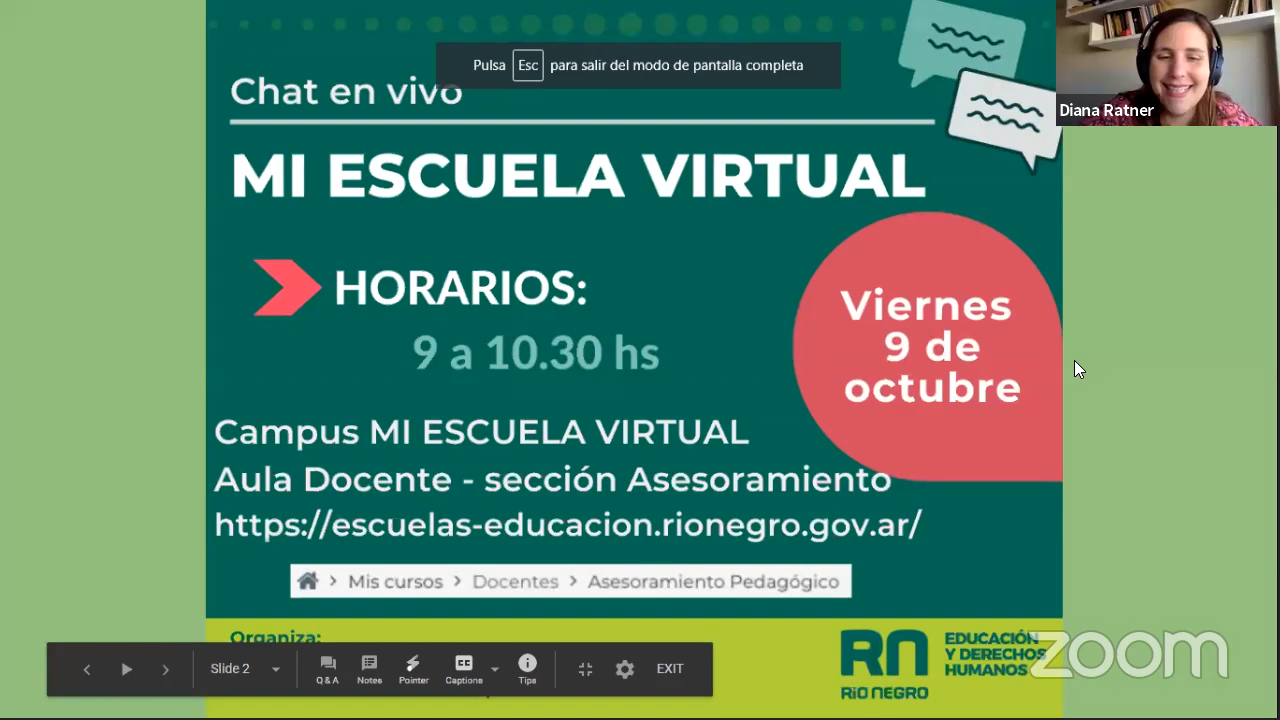 Pulsa Esc para salir del modo de pantalla completa
Diana Ratner
Chat en vivo
MI ESCUELA VIRTUAL
HORARIOS:
9 a 10.30 hs
Viernes
9 de
octubre
Campus MI ESCUELA VIRTUAL
Aula Docente - sección Asesoramiento
https://escuelas-educacion.rionegro.gov.ar/
Mis cursos > Docentes > Asesoramiento Pedagógico
Organiza:
Slide 2
Q & A
Notes
Pointer
CC
Captions
Tips
EXIT
RN
RÍO NEGRO
EDUCACIÓN
Y DERECHOS
HUMANOS
zoom